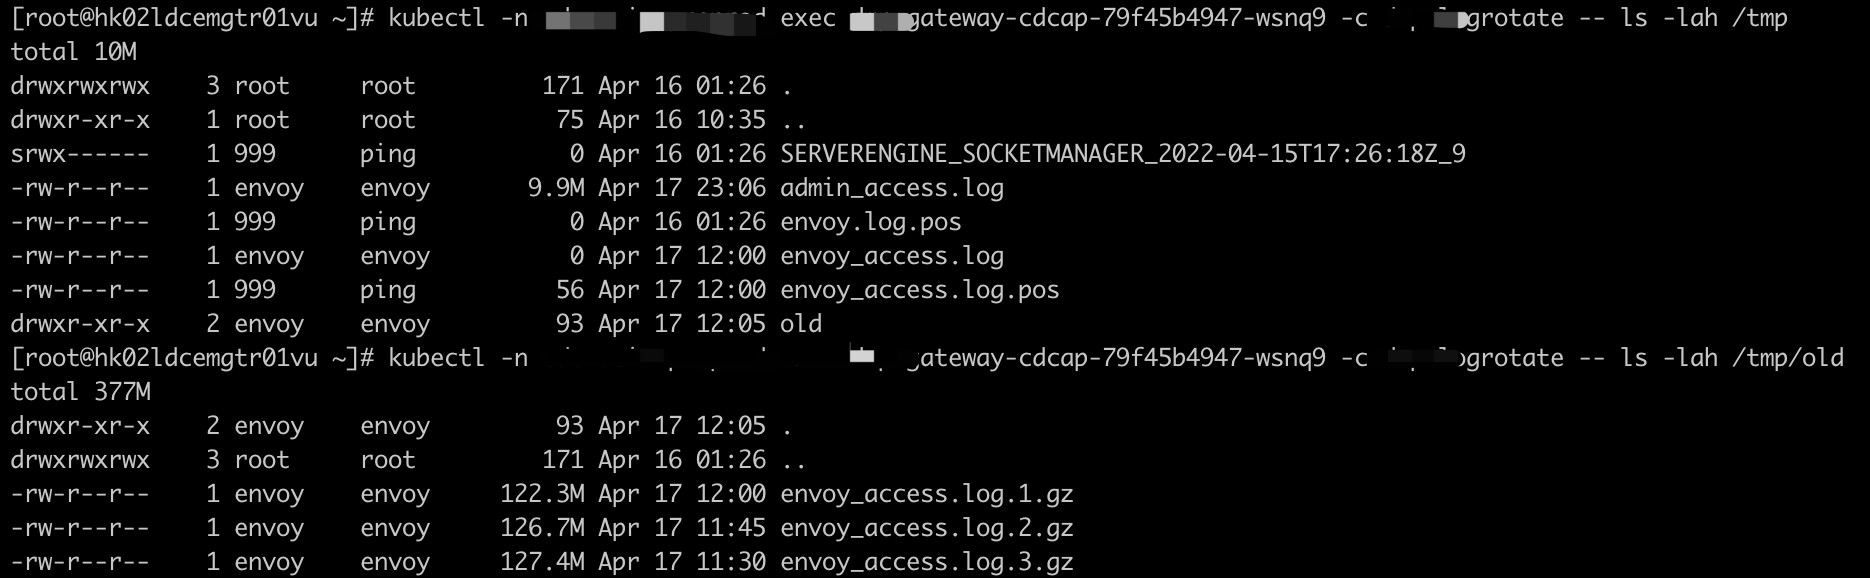 [root@hk02ldcemgtr01vu ~]# kubectl -n exec gateway-cdcap-79f45b4947-wsnq9 -c grotate -- ls -lah /tmp
total 10M
drwxrwxrwx 3 root root 171 Apr 16 01:26 .
drwxr-xr-x 1 root root 75 Apr 16 10:35 ..
srwx------ 1 999 ping 0 Apr 16 01:26 SERVERENGINE_SOCKETMANAGER_2022-04-15T17:26:18Z_9
-rw-r--r-- 1 envoy envoy 9.9M Apr 17 23:06 admin_access.log
-rw-r--r-- 1 999 ping 0 Apr 16 01:26 envoy.log.pos
-rw-r--r-- 1 envoy envoy 0 Apr 17 12:00 envoy_access.log
-rw-r--r-- 1 999 ping 56 Apr 17 12:00 envoy_access.log.pos
drwxr-xr-x 2 envoy envoy 93 Apr 17 12:05 old
[root@hk02ldcemgtr01vu ~]# kubectl -n gateway-cdcap-79f45b4947-wsnq9 -c ogrotate -- ls -lah /tmp/old
total 377M
drwxr-xr-x 2 envoy envoy 93 Apr 17 12:05 .
drwxrwxrwx 3 root root 171 Apr 16 01:26 ..
-rw-r--r-- 1 envoy envoy 122.3M Apr 17 12:00 envoy_access.log.1.gz
-rw-r--r-- 1 envoy envoy 126.7M Apr 17 11:45 envoy_access.log.2.gz
-rw-r--r-- 1 envoy envoy 127.4M Apr 17 11:30 envoy_access.log.3.gz